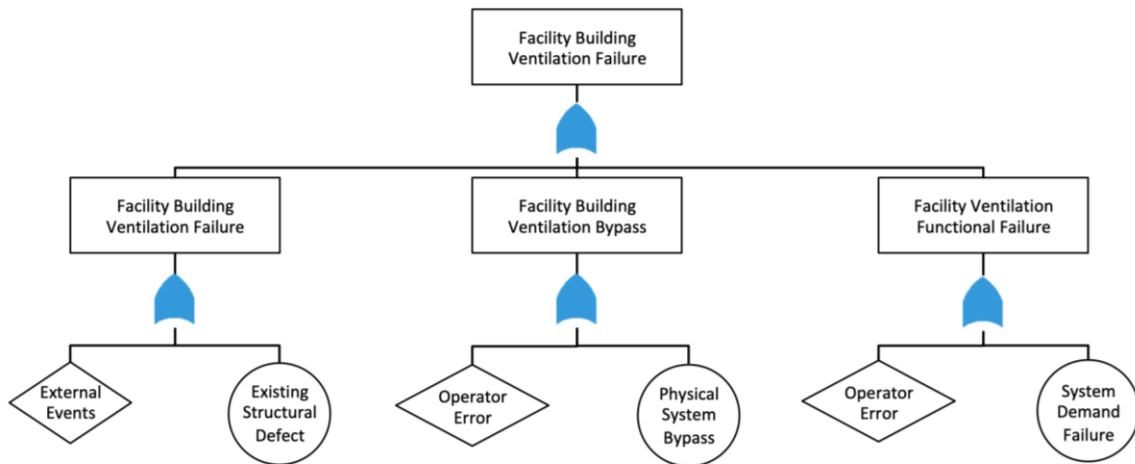 Facility Building
Ventilation Failure
Facility Building
Ventilation Failure
Facility Building
Ventilation Bypass
Facility Ventilation
Functional Failure
External
Events
Existing
Structural
Defect
Operator
Error
Physical
System
Bypass
Operator
Error
System
Demand
Failure